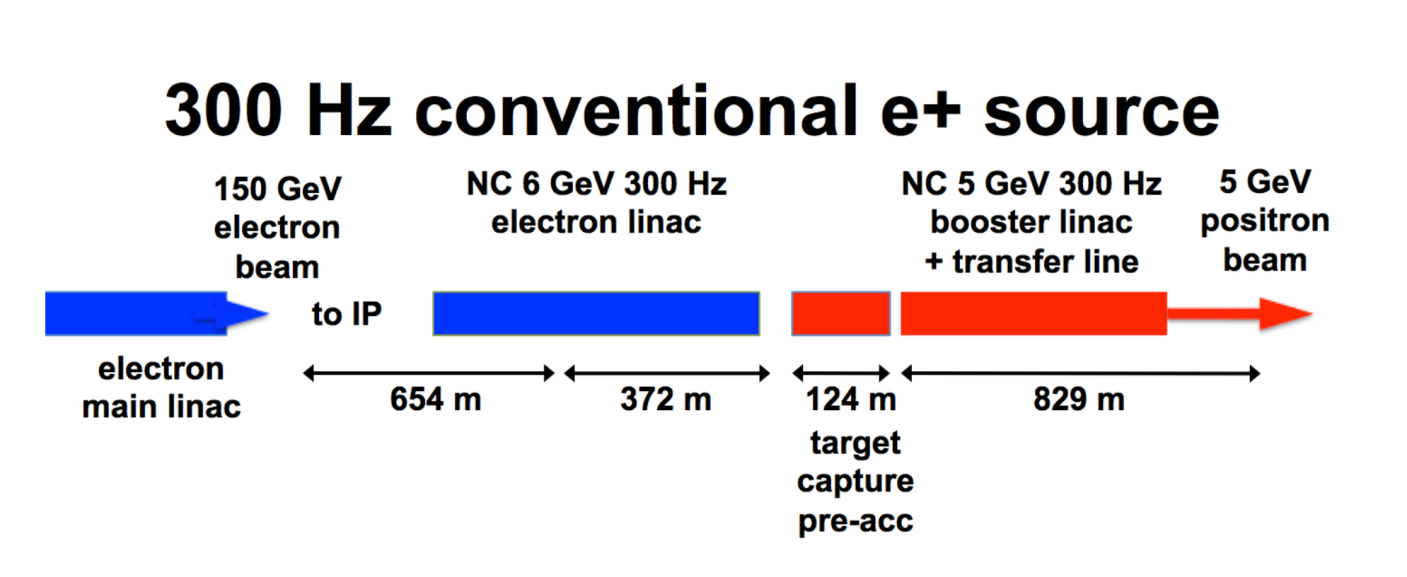 300 Hz conventional e+ source
150 GeV
electron
beam
NC 6 GeV 300 Hz
electron linac
NC 5 GeV 300 Hz
booster linac
+ transfer line
5 GeV
positron
beam
to IP
electron
main linac
654 m
372 m
124 m
829 m
target
capture
pre-acc